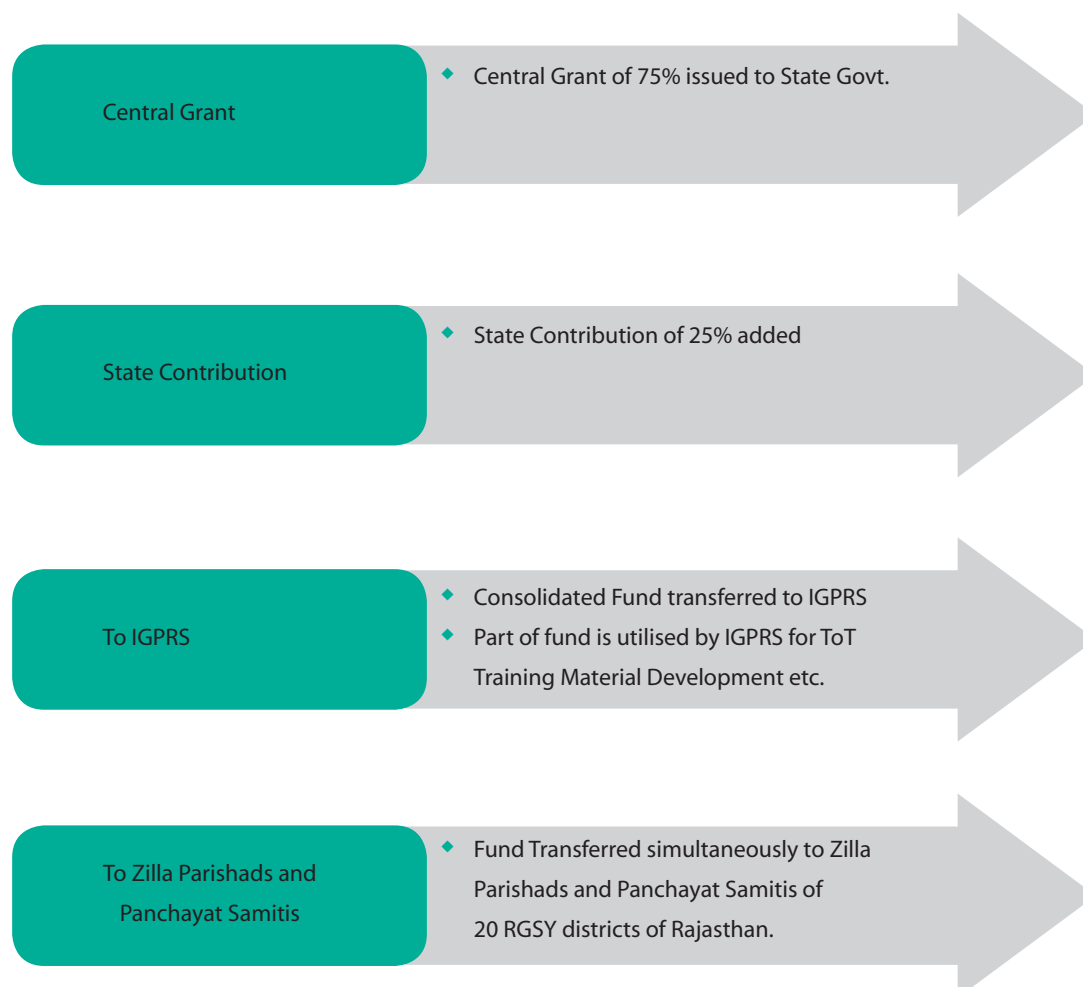 Central Grant
◆ Central Grant of 75% issued to State Govt.
State Contribution
◆ State Contribution of 25% added
To IGPRS
◆ Consolidated Fund transferred to IGPRS
◆ Part of fund is utilised by IGPRS for ToT
Training Material Development etc.
To Zilla Parishads and
Panchayat Samitis
◆ Fund Transferred simultaneously to Zilla
Parishads and Panchayat Samitis of
20 RGSY districts of Rajasthan.